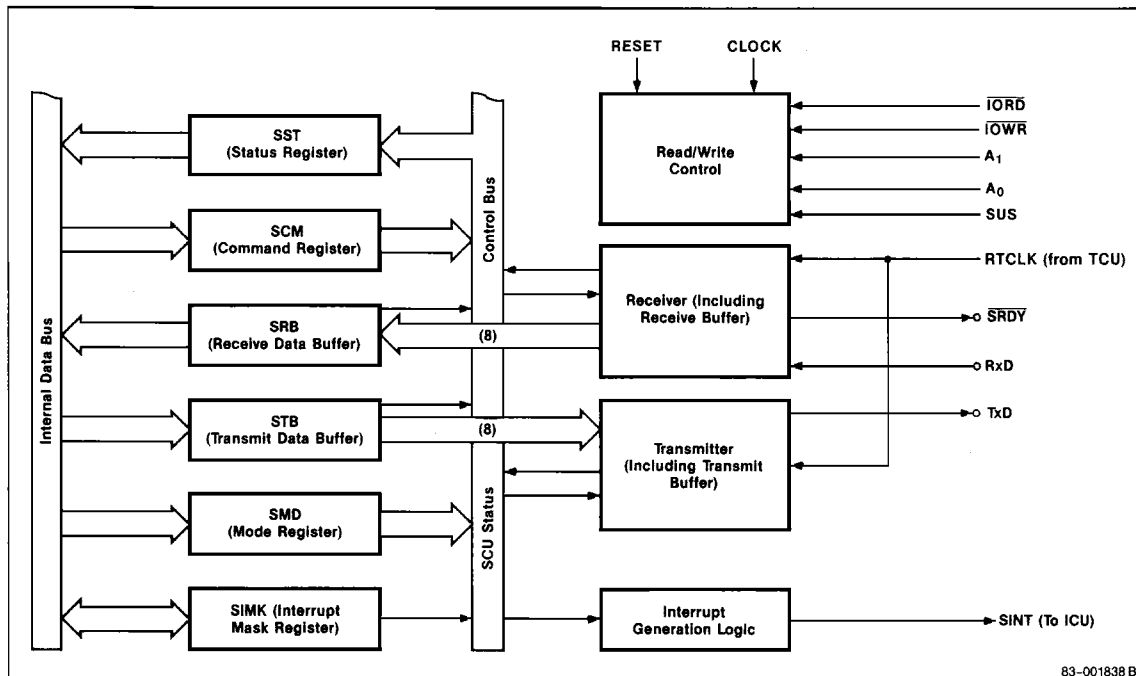 RESET
CLOCK
SST
(Status Register)
SCM
(Command Register)
SRB
(Receive Data Buffer)
STB
(Transmit Data Buffer)
SMD
(Mode Register)
SIMK (Interrupt
Mask Register)
Internal Data Bus
Control Bus
SCU Status
(8)
(8)
Read/Write
Control
Receiver (Including
Receive Buffer)
Transmitter
(Including Transmit
Buffer)
Interrupt
Generation Logic
IORD
IOWR
A1
A0
SUS
RTCLK (from TCU)
SRDY
RxD
TxD
SINT (To ICU)
83-001838 B